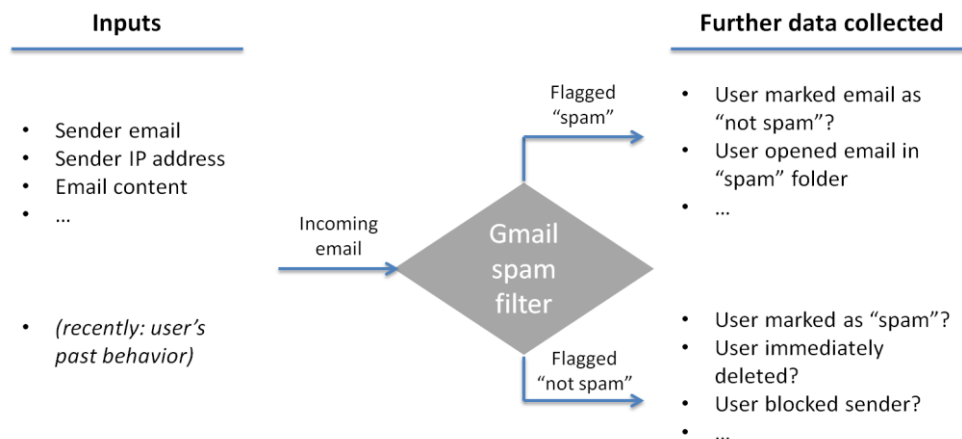 Inputs
• Sender email
• Sender IP address
• Email content
• …
• (recently: user’s
past behavior)
Incoming
email
Gmail
spam
filter
Flagged
“spam”
Flagged
“not spam”
Further data collected
• User marked email as
“not spam”?
• User opened email in
“spam” folder
• …
• User marked as “spam”?
• User immediately
deleted?
• User blocked sender?
• …